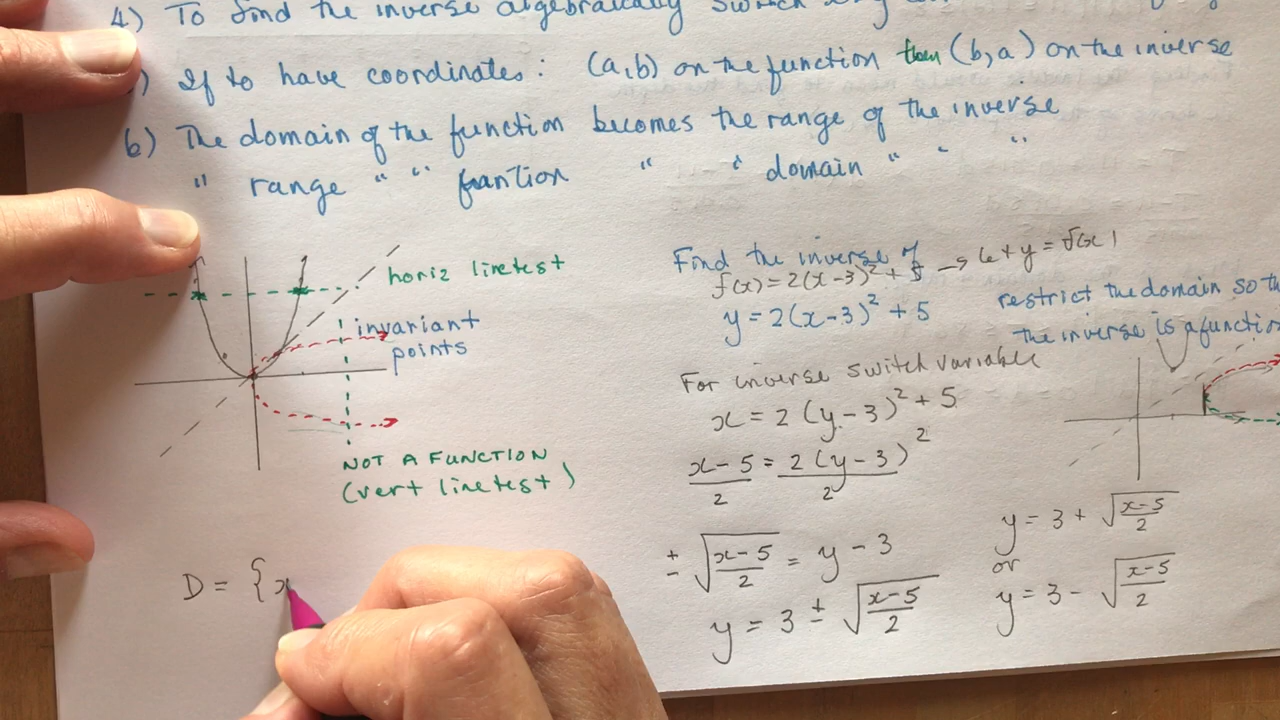 4) To find the inverse algebraically switch
If to have coordinates: (a,b) on the function then (b,a) on the inverse
6) The domain of the function becomes the range of the inverse
" range " " function " " domain " " "
horiz line test
invariant
points
NOT A FUNCTION
(vert line test)
D = {x
Find the inverse of
f(x) = 2(x-3)² + 5 → let y = f(x)
y = 2(x-3)² + 5
For inverse switch variable
x = 2(y-3)² + 5
x-5/2 = 2(y-3)²/2
± √(x-5/2) = y-3
y = 3 ± √(x-5/2)
restrict the domain so th
the inverse is a functio
y = 3 + √(x-5/2)
or
y = 3 - √(x-5/2)